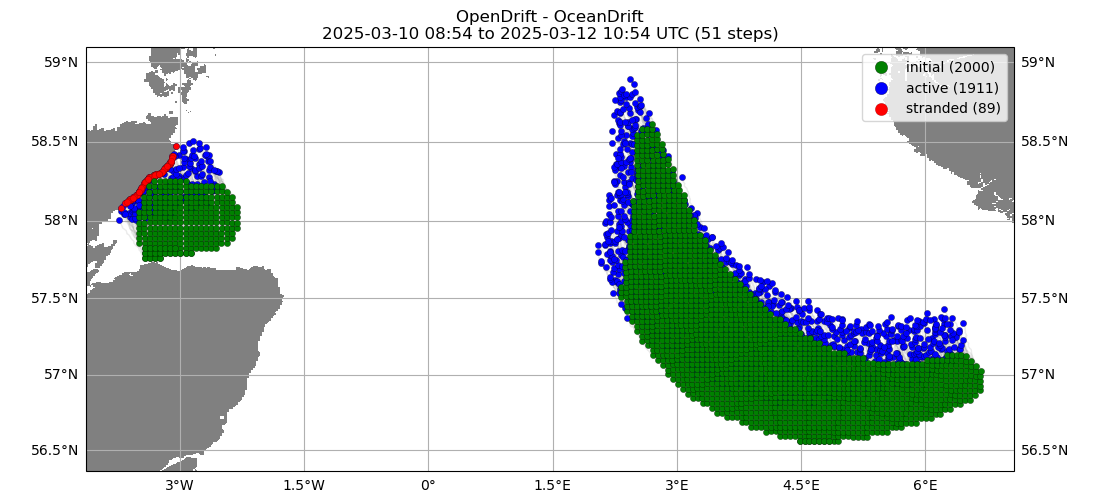 OpenDrift - OceanDrift
2025-03-10 08:54 to 2025-03-12 10:54 UTC (51 steps)
initial (2000)
active (1911)
stranded (89)
59°N 59°N
58.5°N 58.5°N
58°N 58°N
57.5°N 57.5°N
57°N 57°N
56.5°N 56.5°N
3°W 1.5°W 0° 1.5°E 3°E 4.5°E 6°E